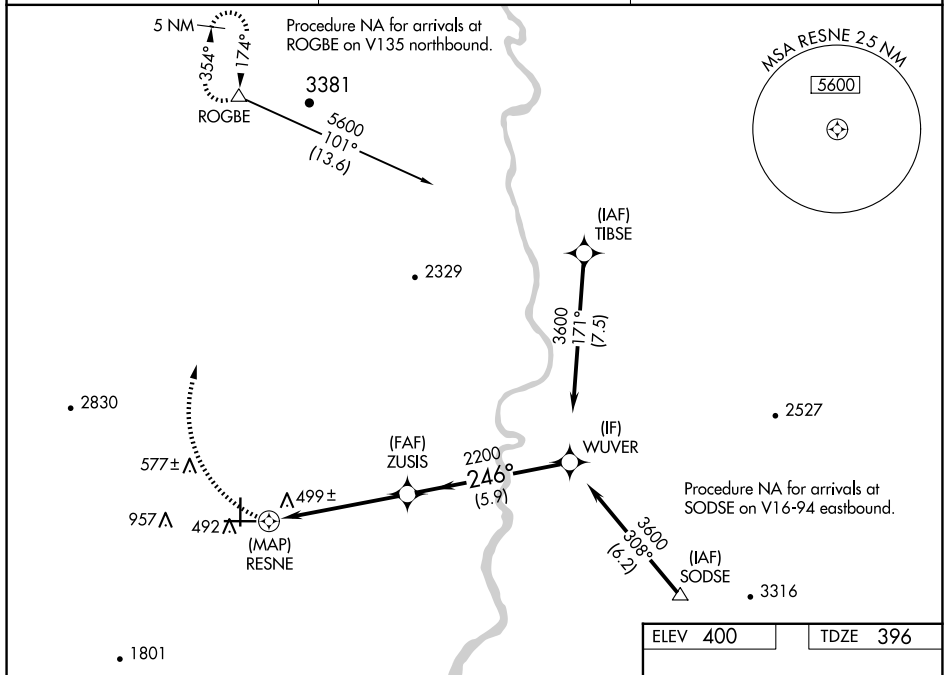 5 NM
354°
174°
ROGBE
Procedure NA for arrivals at
ROGBE on V135 northbound.
3381
5600
101°
(13.6)
MSA RESNE 25 NM
5600
(IAF)
TIBSE
2329
3600
171°
(7.5)
2830
2527
(IF)
WUVER
(FAF)
ZUSIS
2200
246°
(5.9)
577±
499±
957
492
(MAP)
RESNE
Procedure NA for arrivals at
SODSE on V16-94 eastbound.
3600
308°
(6.2)
(IAF)
SODSE
3316
1801
ELEV 400
TDZE 396